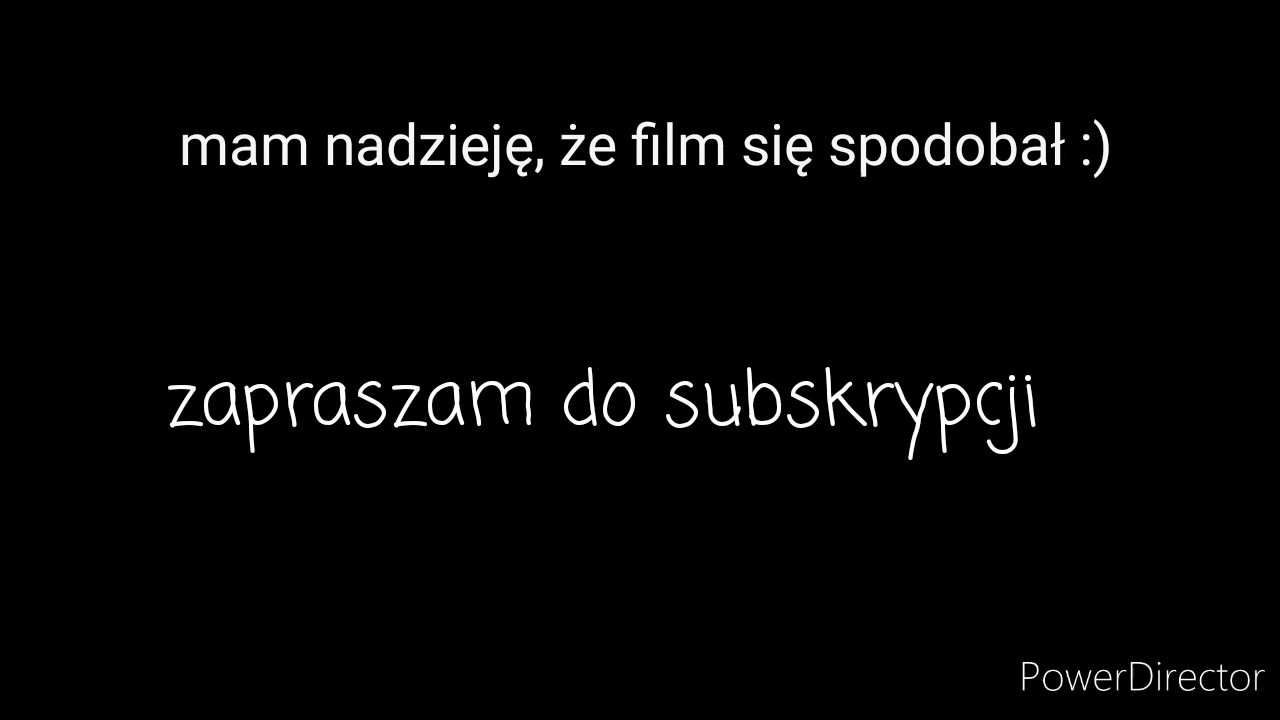 mam nadzieję, że film się spodobał :)
zapraszam do subskrypcji
PowerDirector